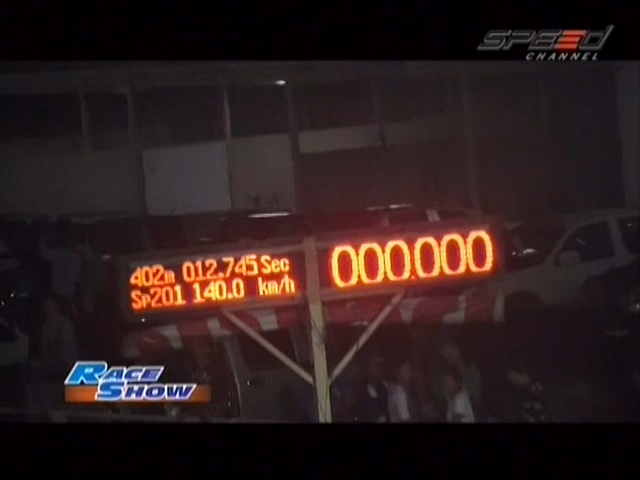 SPEED
CHANNEL
402m 012.745 Sec
Sp201 140.0 km/h
000.000
RACE
SHOW